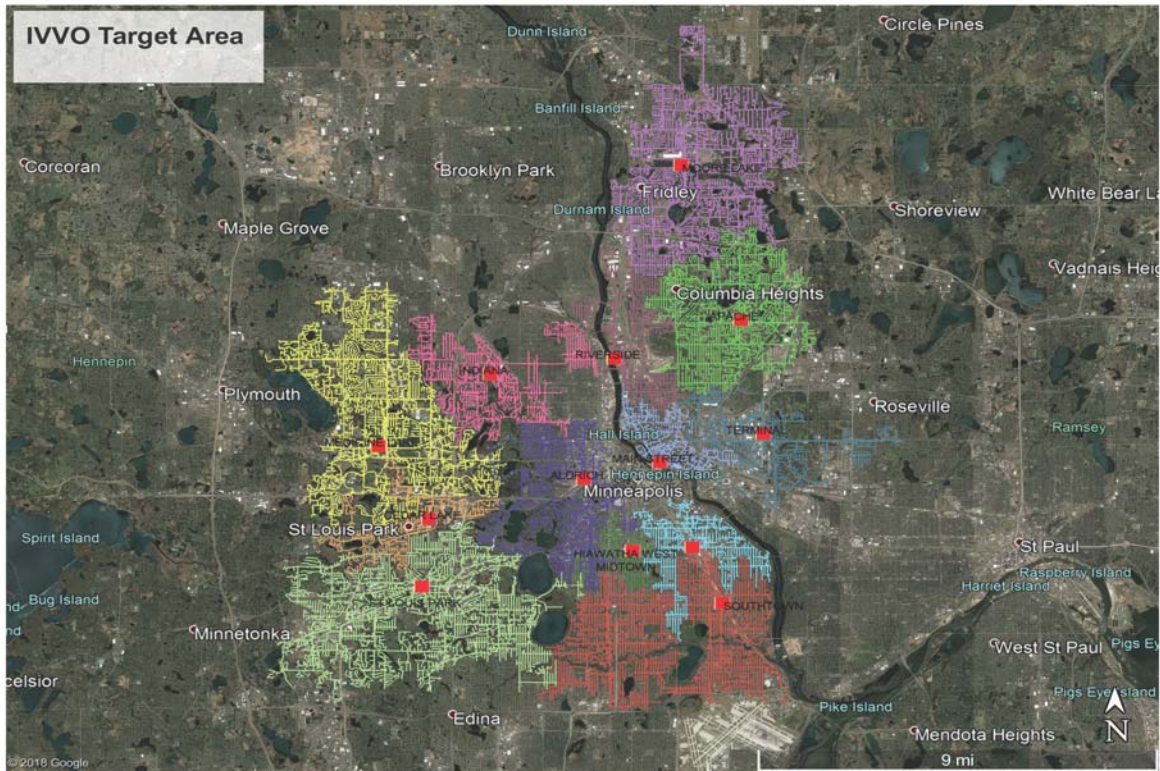 IVVO Target Area
Dunn Island
Circle Pines
Banfill Island
Corcoran
Brooklyn Park
MOORE LAKE
Fridley
White Bear La
Durnam Island
Shoreview
Maple Grove
Vadnais Heig
Columbia Heights
APACHE
Hennepin
RIVERSIDE
INDIANA
Plymouth
Roseville
Ramsey
TERMINAL
Hall Island
MAIN STREET
Hennepin Island
ALDRICH
Minneapolis
St Louis Park
Spirit Island
St Paul
HIAWATHA WEST
MIDTOWN
Raspberry Island
Harriet Island
Bug Island
SOUTHTOWN
Minnetonka
West St Paul
Pigs Ey
celsior
Pigs Eye Island
Pike Island
Edina
N
Mendota Heights
9 mi
© 2018 Google